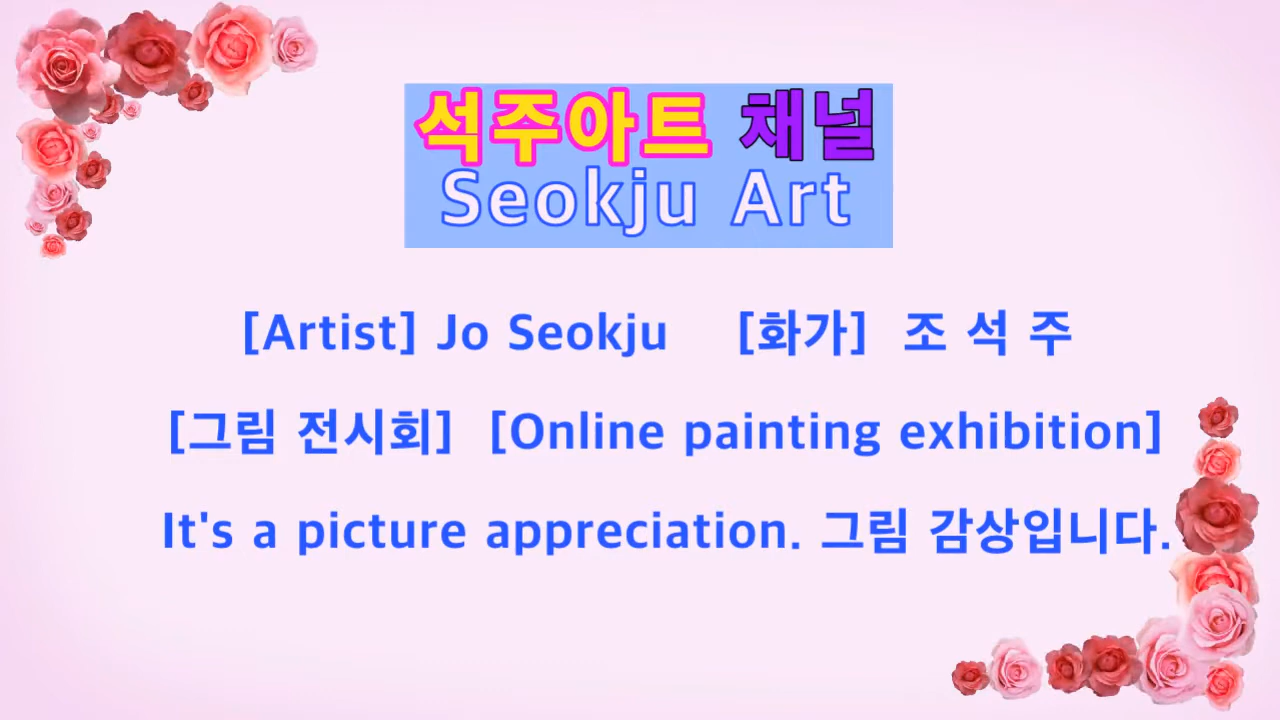 석주아트 채널
Seokju Art
[Artist] Jo Seokju [화가] 조 석 주
[그림 전시회] [Online painting exhibition]
It's a picture appreciation. 그림 감상입니다.